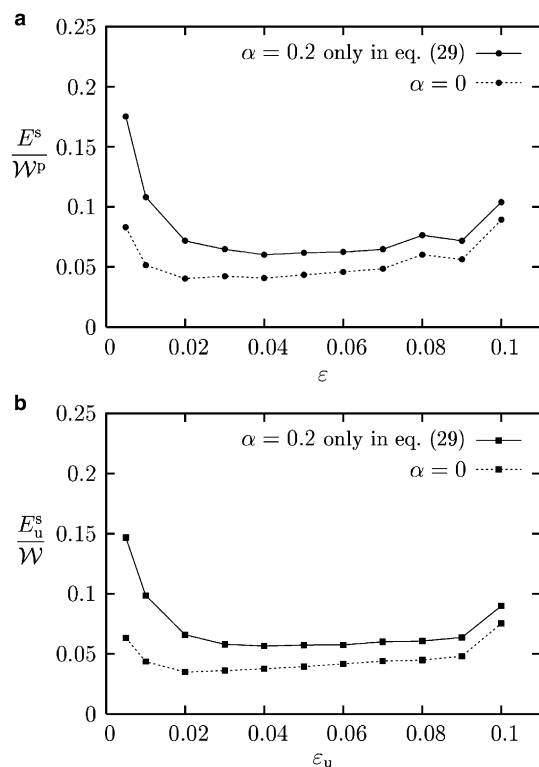 a
0.25
α = 0.2 only in eq. (29)
α = 0
0.2
E^s
𝒲^p
0.15
0.1
0.05
0
0 0.02 0.04 0.06 0.08 0.1
ε
b
0.25
α = 0.2 only in eq. (29)
α = 0
0.2
E_u^s
𝒲
0.15
0.1
0.05
0
0 0.02 0.04 0.06 0.08 0.1
ε_u